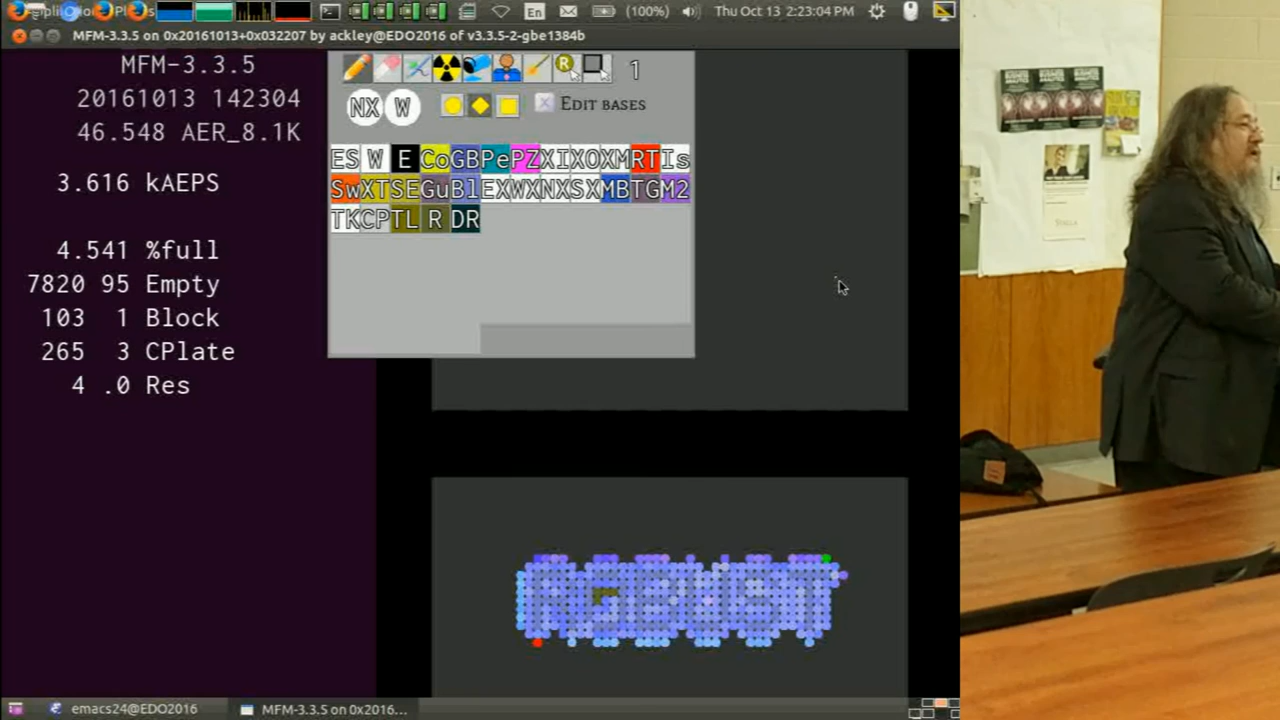 En (100%) Thu Oct 13 2:23:04 PM
MFM-3.3.5 on 0x20161013+0x032207 by ackley@EDO2016 of v3.3.5-2-gbe1384b
MFM-3.3.5
20161013 142304
46.548 AER_8.1K
3.616 kAEPS
4.541 %full
7820 95 Empty
103 1 Block
265 3 CPlate
4 .0 Res
R 1
NX W Edit bases
ES W E Co GB Pe PZ XI XO XM RT Is
Sw XT SE Gu Bl EX WX NX SX MB TG M2
TK CP TL R DR
ROBUST
emacs24@EDO2016 MFM-3.3.5 on 0x2016...